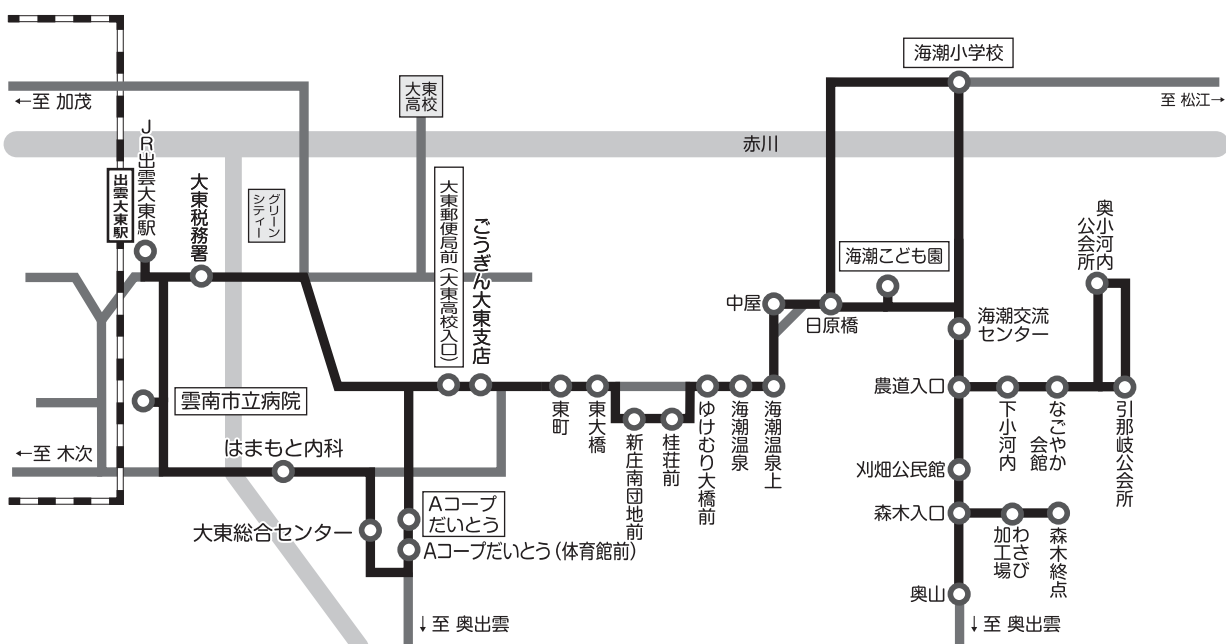 海潮小学校
←至 加茂
大東
高校
至 松江→
赤川
JR出雲大東駅
出雲大東駅
大東税務署
グリーン
シティー
大東郵便局前(大東高校入口)
ごうぎん大東支店
奥小河内
公会所
海潮こども園
中屋
日原橋
海潮交流
センター
雲南市立病院
農道入口
東町
東大橋
新庄南団地前
桂荘前
ゆけむり大橋前
海潮温泉
海潮温泉上
下小河内
なごやか
会館
引那岐公会所
←至 木次
はまもと内科
刈畑公民館
Aコープ
だいとう
大東総合センター
Aコープだいとう(体育館前)
森木入口
わさび
加工場
森木終点
奥山
↓至 奥出雲
↓至 奥出雲